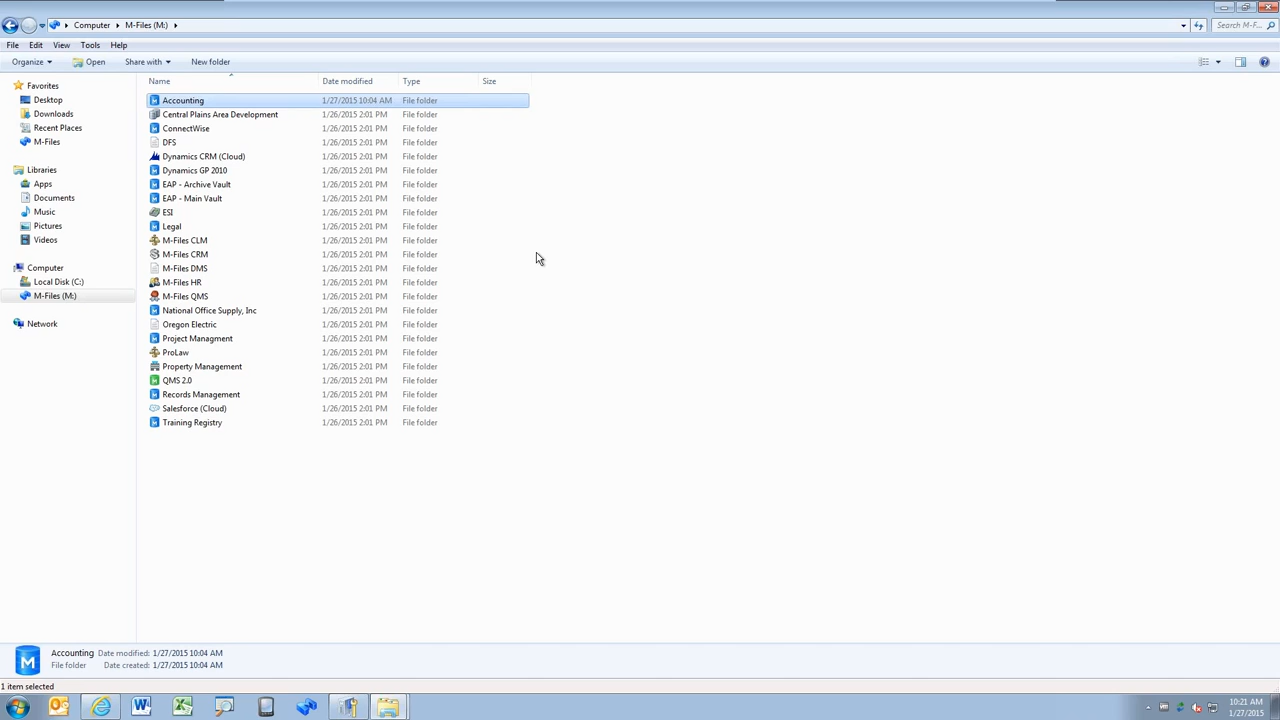 Computer M-Files (M:)
Search M-F...
File Edit View Tools Help
Organize Open Share with New folder
Name Date modified Type Size
Favorites
Desktop
Downloads
Recent Places
M-Files
Libraries
Apps
Documents
Music
Pictures
Videos
Computer
Local Disk (C:)
M-Files (M:)
Network
Accounting 1/27/2015 10:04 AM File folder
Central Plains Area Development 1/26/2015 2:01 PM File folder
ConnectWise 1/26/2015 2:01 PM File folder
DFS 1/26/2015 2:01 PM File folder
Dynamics CRM (Cloud) 1/26/2015 2:01 PM File folder
Dynamics GP 2010 1/26/2015 2:01 PM File folder
EAP - Archive Vault 1/26/2015 2:01 PM File folder
EAP - Main Vault 1/26/2015 2:01 PM File folder
ESI 1/26/2015 2:01 PM File folder
Legal 1/26/2015 2:01 PM File folder
M-Files CLM 1/26/2015 2:01 PM File folder
M-Files CRM 1/26/2015 2:01 PM File folder
M-Files DMS 1/26/2015 2:01 PM File folder
M-Files HR 1/26/2015 2:01 PM File folder
M-Files QMS 1/26/2015 2:01 PM File folder
National Office Supply, Inc 1/26/2015 2:01 PM File folder
Oregon Electric 1/26/2015 2:01 PM File folder
Project Managment 1/26/2015 2:01 PM File folder
ProLaw 1/26/2015 2:01 PM File folder
Property Management 1/26/2015 2:01 PM File folder
QMS 2.0 1/26/2015 2:01 PM File folder
Records Management 1/26/2015 2:01 PM File folder
Salesforce (Cloud) 1/26/2015 2:01 PM File folder
Training Registry 1/26/2015 2:01 PM File folder
M
Accounting Date modified: 1/27/2015 10:04 AM
File folder Date created: 1/27/2015 10:04 AM
1 item selected
10:21 AM
1/27/2015